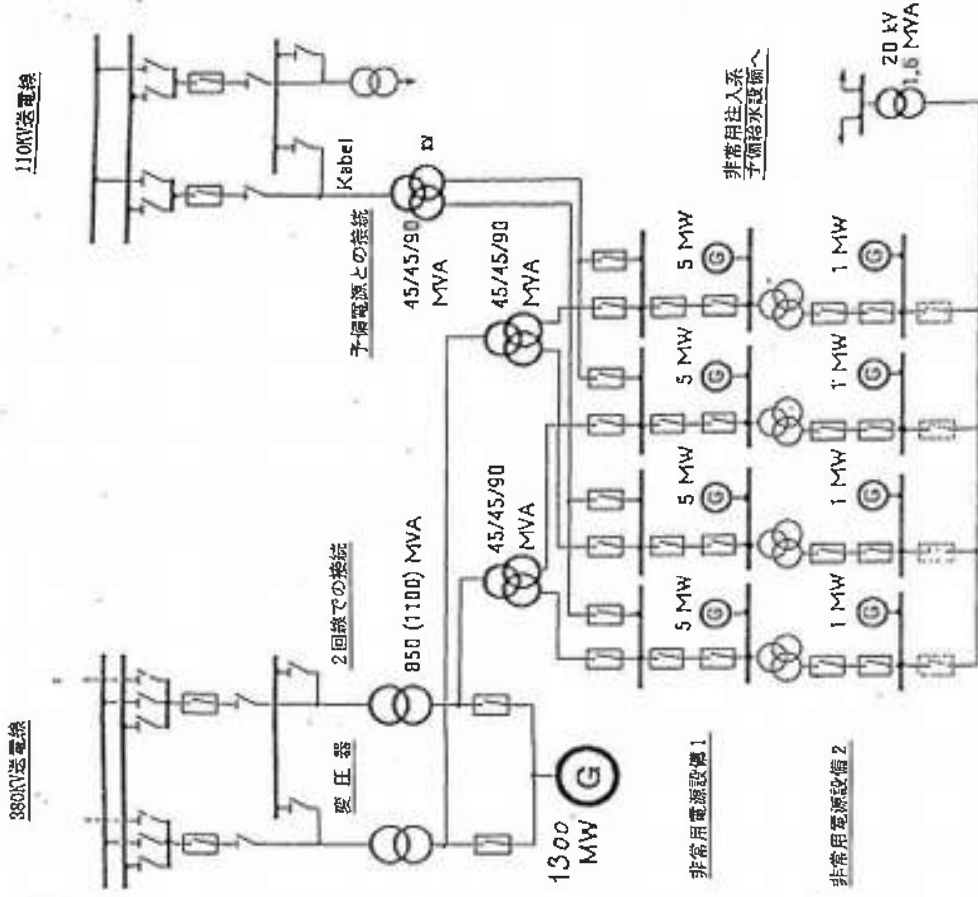 380KV送電線
110KV送電線
2回線での接続
変圧器
850 (1100) MVA
Kabel
予備電源との接続
45/45/90
MVA
45/45/90
MVA
45/45/90
MVA
1300
MW
G
非常用電源設備1
5 MW
G
5 MW
G
5 MW
G
5 MW
G
非常用電源設備2
1 MW
G
1 MW
G
1 MW
G
1 MW
G
非常用注入系
予備給水設備へ
20 kV
1,6 MVA